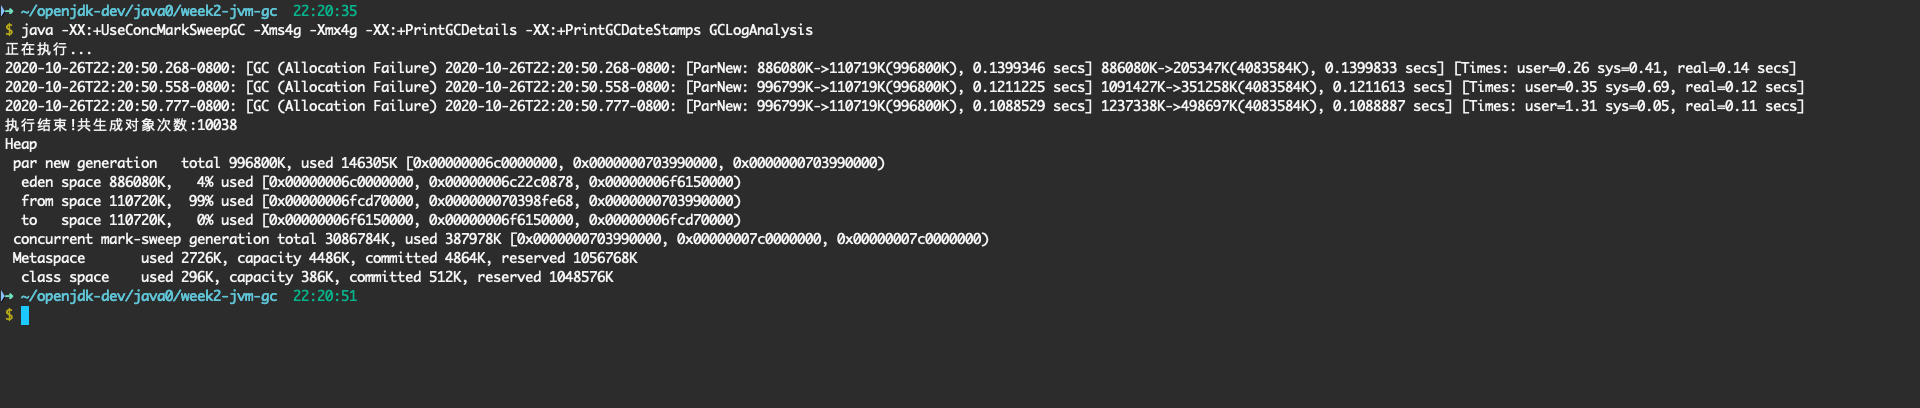 ➜ ~/openjdk-dev/java0/week2-jvm-gc  22:20:35
$ java -XX:+UseConcMarkSweepGC -Xms4g -Xmx4g -XX:+PrintGCDetails -XX:+PrintGCDateStamps GCLogAnalysis
正在执行...
2020-10-26T22:20:50.268-0800: [GC (Allocation Failure) 2020-10-26T22:20:50.268-0800: [ParNew: 886080K->110719K(996800K), 0.1399346 secs] 886080K->205347K(4083584K), 0.1399833 secs] [Times: user=0.26 sys=0.41, real=0.14 secs]
2020-10-26T22:20:50.558-0800: [GC (Allocation Failure) 2020-10-26T22:20:50.558-0800: [ParNew: 996799K->110719K(996800K), 0.1211225 secs] 1091427K->351258K(4083584K), 0.1211613 secs] [Times: user=0.35 sys=0.69, real=0.12 secs]
2020-10-26T22:20:50.777-0800: [GC (Allocation Failure) 2020-10-26T22:20:50.777-0800: [ParNew: 996799K->110719K(996800K), 0.1088529 secs] 1237338K->498697K(4083584K), 0.1088887 secs] [Times: user=1.31 sys=0.05, real=0.11 secs]
执行结束!共生成对象次数:10038
Heap
 par new generation   total 996800K, used 146305K [0x00000006c0000000, 0x0000000703990000, 0x0000000703990000)
  eden space 886080K,   4% used [0x00000006c0000000, 0x00000006c22c0878, 0x00000006f6150000)
  from space 110720K,  99% used [0x00000006fcd70000, 0x000000070398fe68, 0x0000000703990000)
  to   space 110720K,   0% used [0x00000006f6150000, 0x00000006f6150000, 0x00000006fcd70000)
 concurrent mark-sweep generation total 3086784K, used 387978K [0x0000000703990000, 0x00000007c0000000, 0x00000007c0000000)
 Metaspace       used 2726K, capacity 4486K, committed 4864K, reserved 1056768K
  class space    used 296K, capacity 386K, committed 512K, reserved 1048576K
➜ ~/openjdk-dev/java0/week2-jvm-gc  22:20:51
$